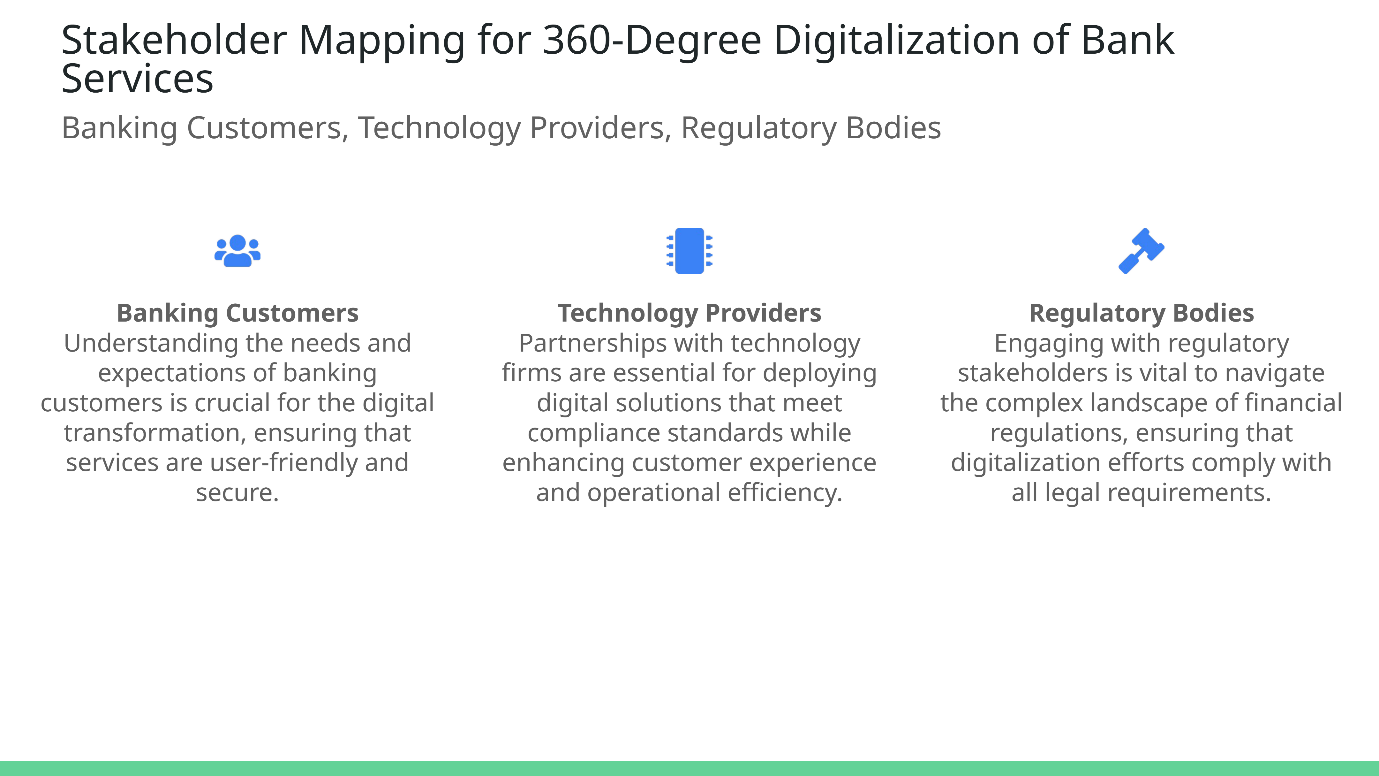 Stakeholder Mapping for 360-Degree Digitalization of Bank
Services
Banking Customers, Technology Providers, Regulatory Bodies
Banking Customers
Understanding the needs and
expectations of banking
customers is crucial for the digital
transformation, ensuring that
services are user-friendly and
secure.
Technology Providers
Partnerships with technology
firms are essential for deploying
digital solutions that meet
compliance standards while
enhancing customer experience
and operational efficiency.
Regulatory Bodies
Engaging with regulatory
stakeholders is vital to navigate
the complex landscape of financial
regulations, ensuring that
digitalization efforts comply with
all legal requirements.